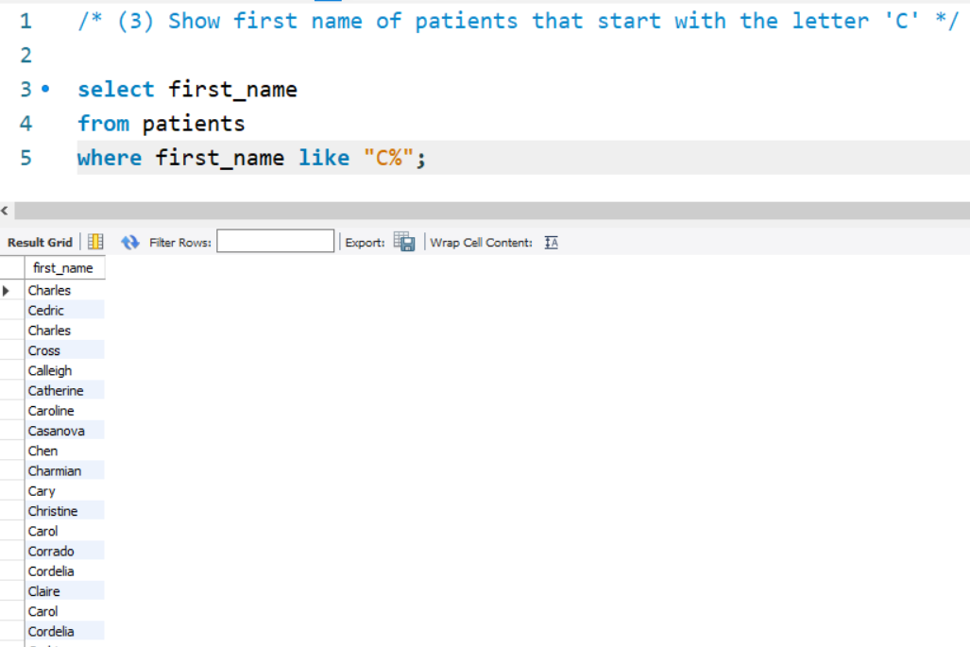 1 /* (3) Show first name of patients that start with the letter 'C' */
2
3 select first_name
4 from patients
5 where first_name like "C%";
Result Grid Filter Rows: Export: Wrap Cell Content: IA
first_name
Charles
Cedric
Charles
Cross
Calleigh
Catherine
Caroline
Casanova
Chen
Charmian
Cary
Christine
Carol
Corrado
Cordelia
Claire
Carol
Cordelia